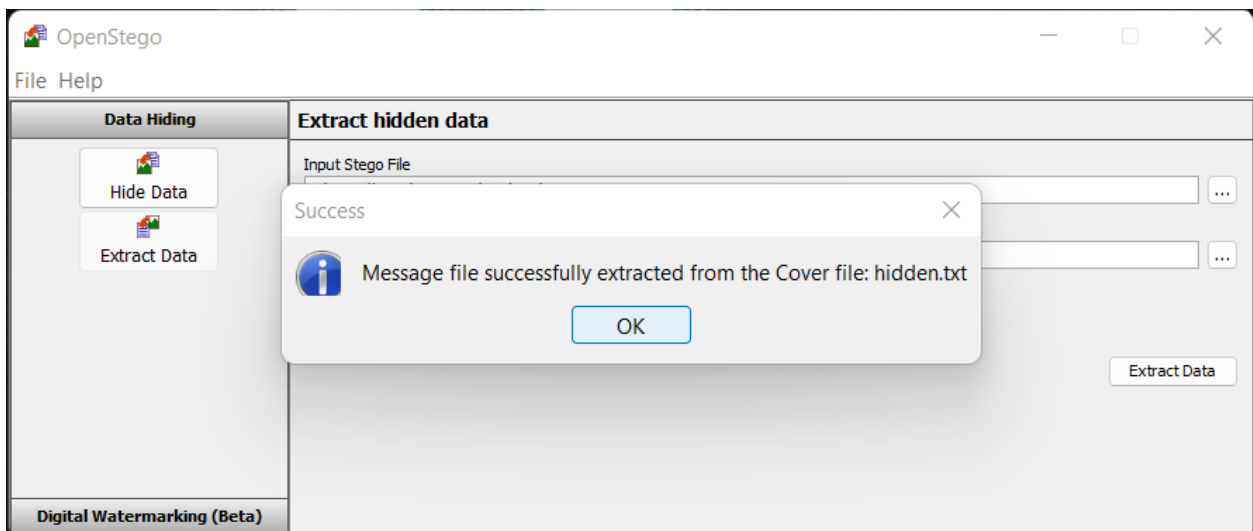 OpenStego
File Help
Data Hiding
Hide Data
Extract Data
Digital Watermarking (Beta)
Extract hidden data
Input Stego File
...
...
Success
Message file successfully extracted from the Cover file: hidden.txt
OK
Extract Data